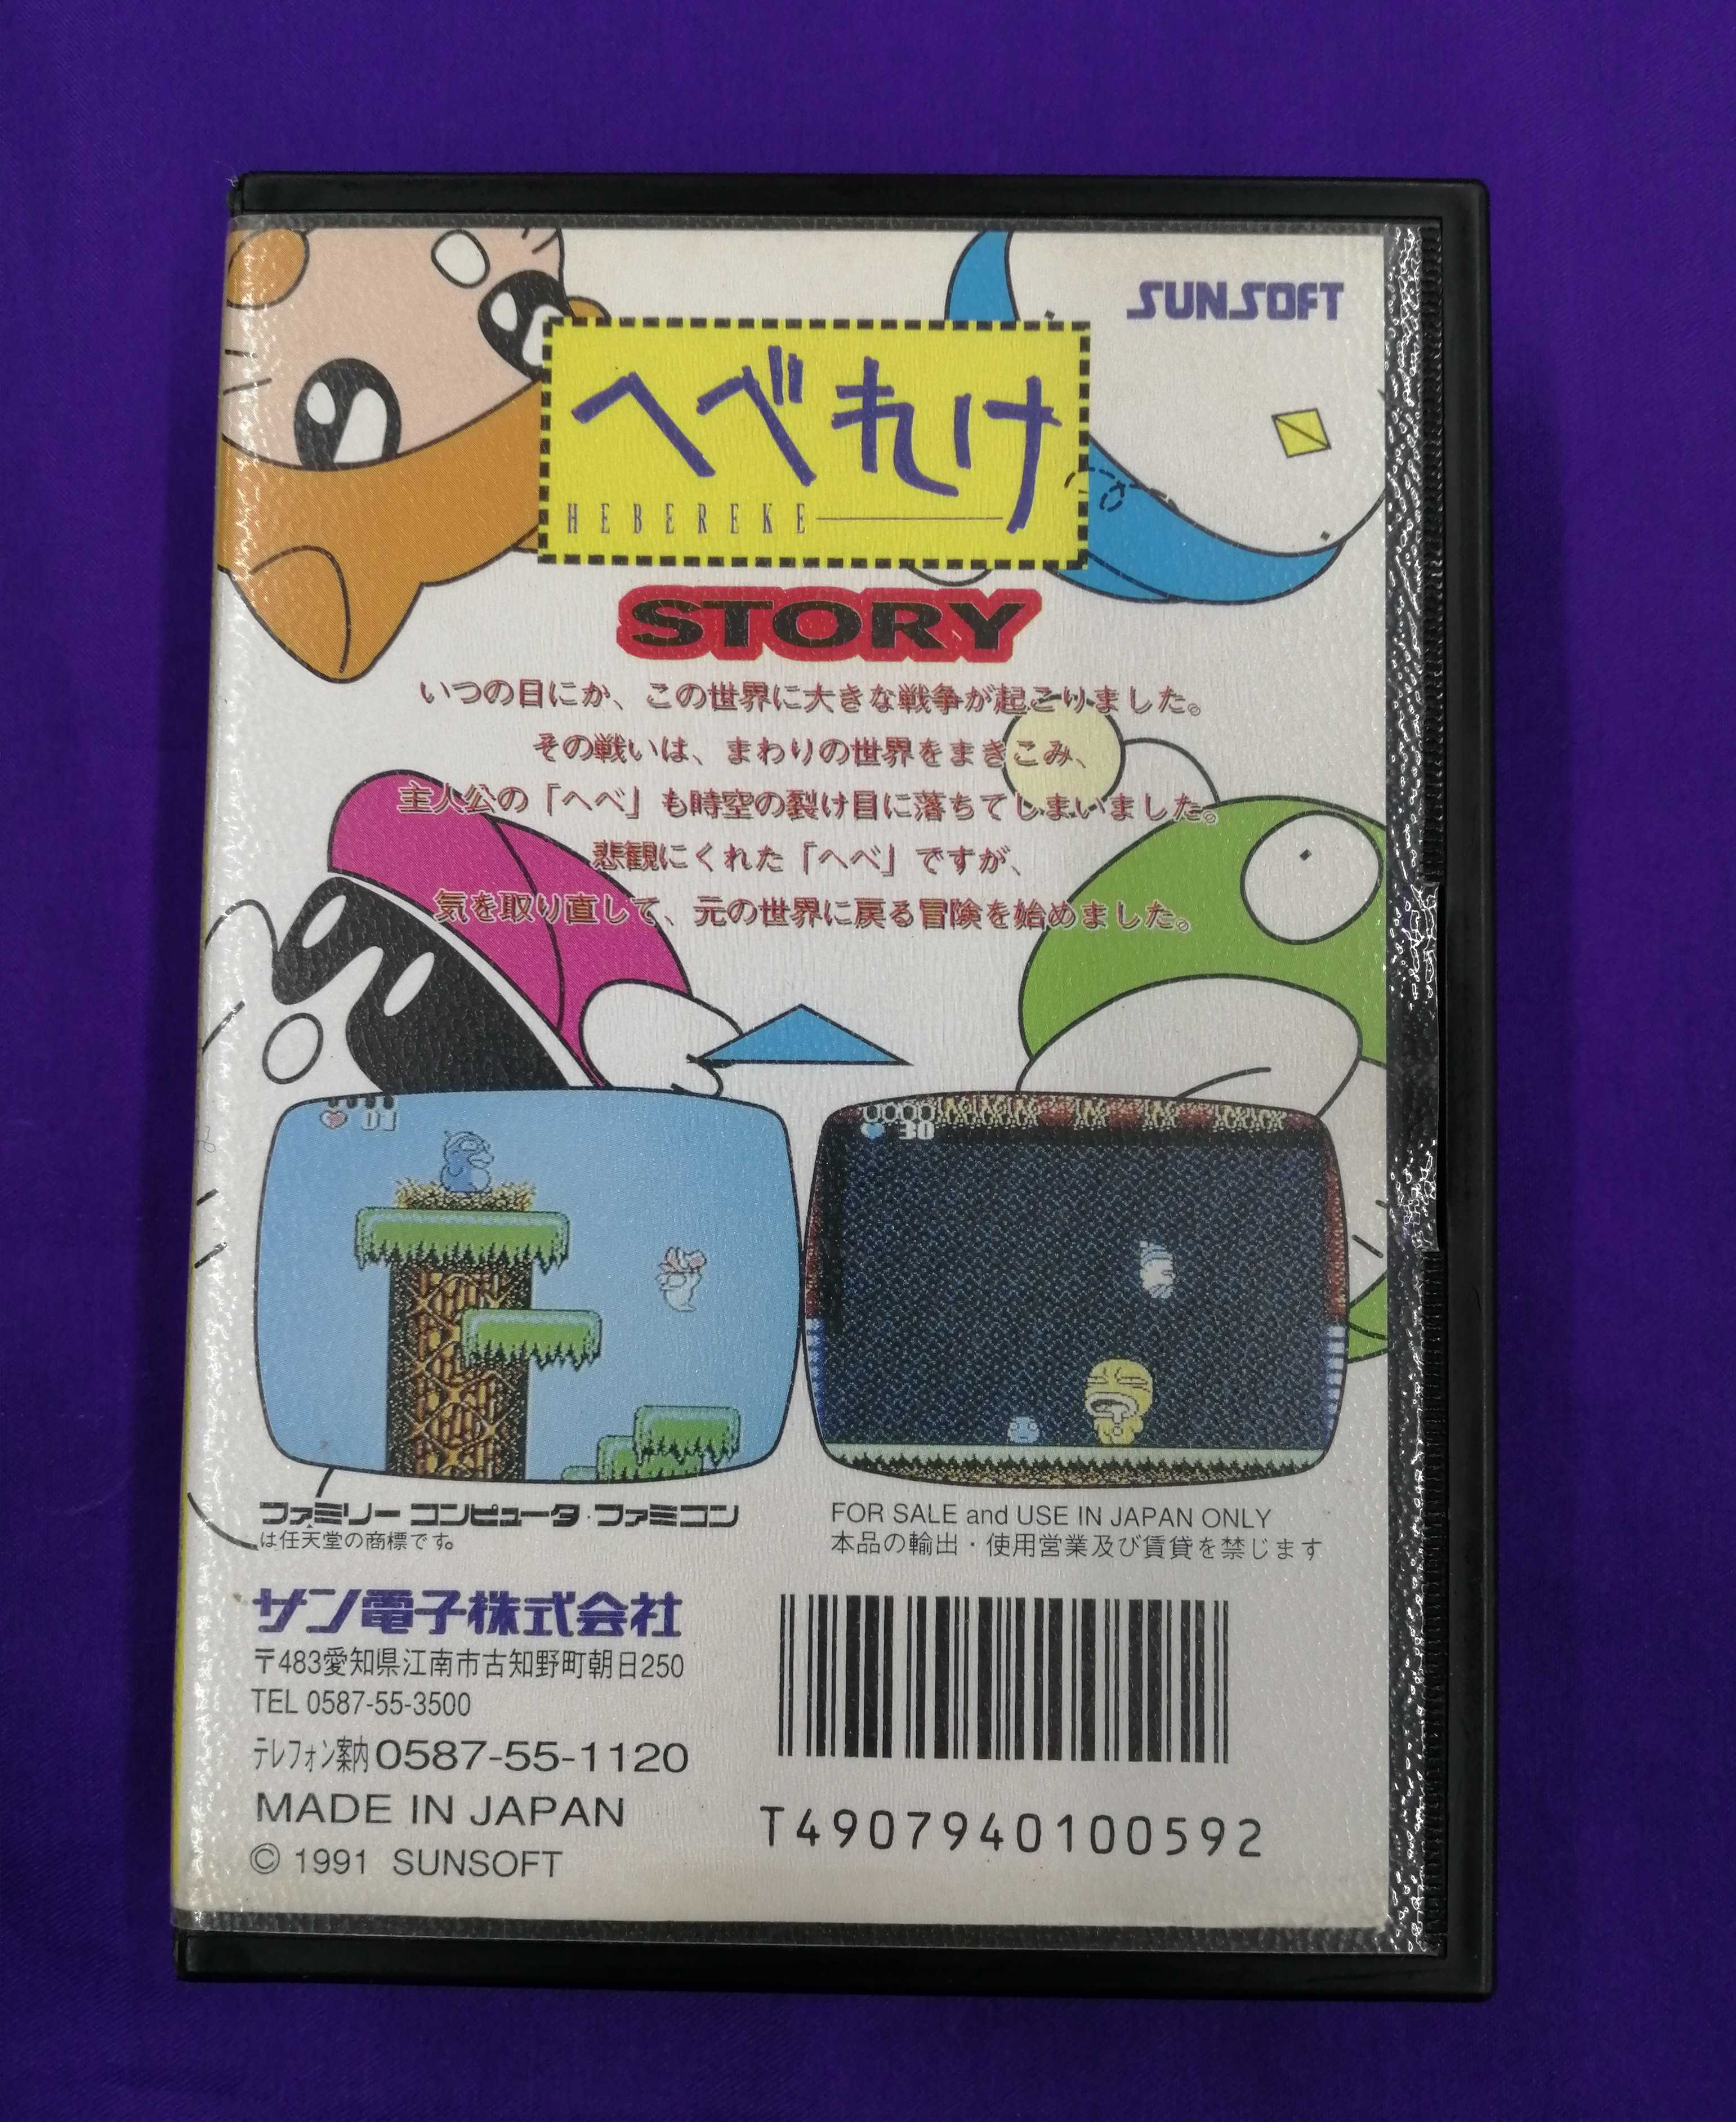 SUNSOFT
へべれけ
HEBEREKE
STORY
いつの日にか、この世界に大きな戦争が起こりました。
その戦いは、まわりの世界をまきこみ、
主人公の「へべ」も時空の裂け目に落ちてしまいました。
悲観にくれた「へべ」ですが、
気を取り直して、元の世界に戻る冒険を始めました。
01
30
ファミリーコンピュータ・ファミコン
は任天堂の商標です。
FOR SALE and USE IN JAPAN ONLY
本品の輸出・使用営業及び賃貸を禁じます
サン電子株式会社
〒483愛知県江南市古知野町朝日250
TEL 0587-55-3500
テレフォン案内0587-55-1120
MADE IN JAPAN
© 1991 SUNSOFT
T4907940100592